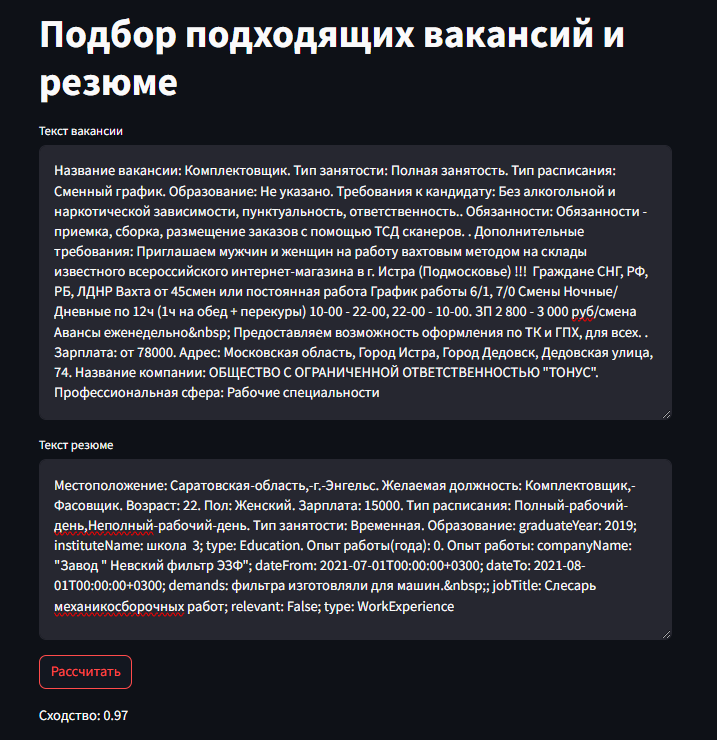 Подбор подходящих вакансий и
резюме
Текст вакансии
Название вакансии: Комплектовщик. Тип занятости: Полная занятость. Тип расписания:
Сменный график. Образование: Не указано. Требования к кандидату: Без алкогольной и
наркотической зависимости, пунктуальность, ответственность.. Обязанности: Обязанности -
приемка, сборка, размещение заказов с помощью ТСД сканеров. . Дополнительные
требования: Приглашаем мужчин и женщин на работу вахтовым методом на склады
известного всероссийского интернет-магазина в г. Истра (Подмосковье) !!!  Граждане СНГ, РФ,
РБ, ЛДНР Вахта от 45смен или постоянная работа График работы 6/1, 7/0 Смены Ночные/
Дневные по 12ч (1ч на обед + перекуры) 10-00 - 22-00, 22-00 - 10-00. ЗП 2 800 - 3 000 руб/смена
Авансы еженедельно&nbsp; Предоставляем возможность оформления по ТК и ГПХ, для всех. .
Зарплата: от 78000. Адрес: Московская область, Город Истра, Город Дедовск, Дедовская улица,
74. Название компании: ОБЩЕСТВО С ОГРАНИЧЕННОЙ ОТВЕТСТВЕННОСТЬЮ "ТОНУС".
Профессиональная сфера: Рабочие специальности
Текст резюме
Местоположение: Саратовская-область,-г.-Энгельс. Желаемая должность: Комплектовщик,-
Фасовщик. Возраст: 22. Пол: Женский. Зарплата: 15000. Тип расписания: Полный-рабочий-
день,Неполный-рабочий-день. Тип занятости: Временная. Образование: graduateYear: 2019;
instituteName: школа  3; type: Education. Опыт работы(года): 0. Опыт работы: companyName:
"Завод " Невский фильтр ЭЗФ"; dateFrom: 2021-07-01T00:00:00+0300; dateTo: 2021-08-
01T00:00:00+0300; demands: фильтра изготовляли для машин.&nbsp;; jobTitle: Слесарь
механикосборочных работ; relevant: False; type: WorkExperience
Рассчитать
Сходство: 0.97